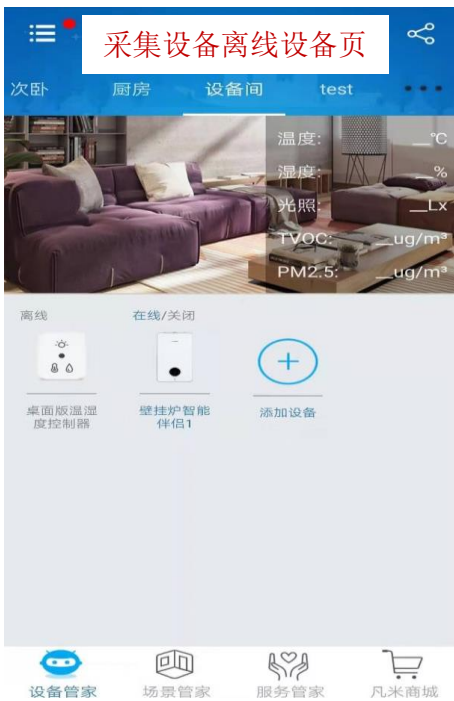 采集设备离线设备页
次卧 厨房 设备间 test
温度: __℃
湿度: __%
光照: __Lx
TVOC: __ug/m³
PM2.5: __ug/m³
离线 在线/关闭
桌面版温湿
度控制器
壁挂炉智能
伴侣1
添加设备
设备管家 场景管家 服务管家 凡米商城